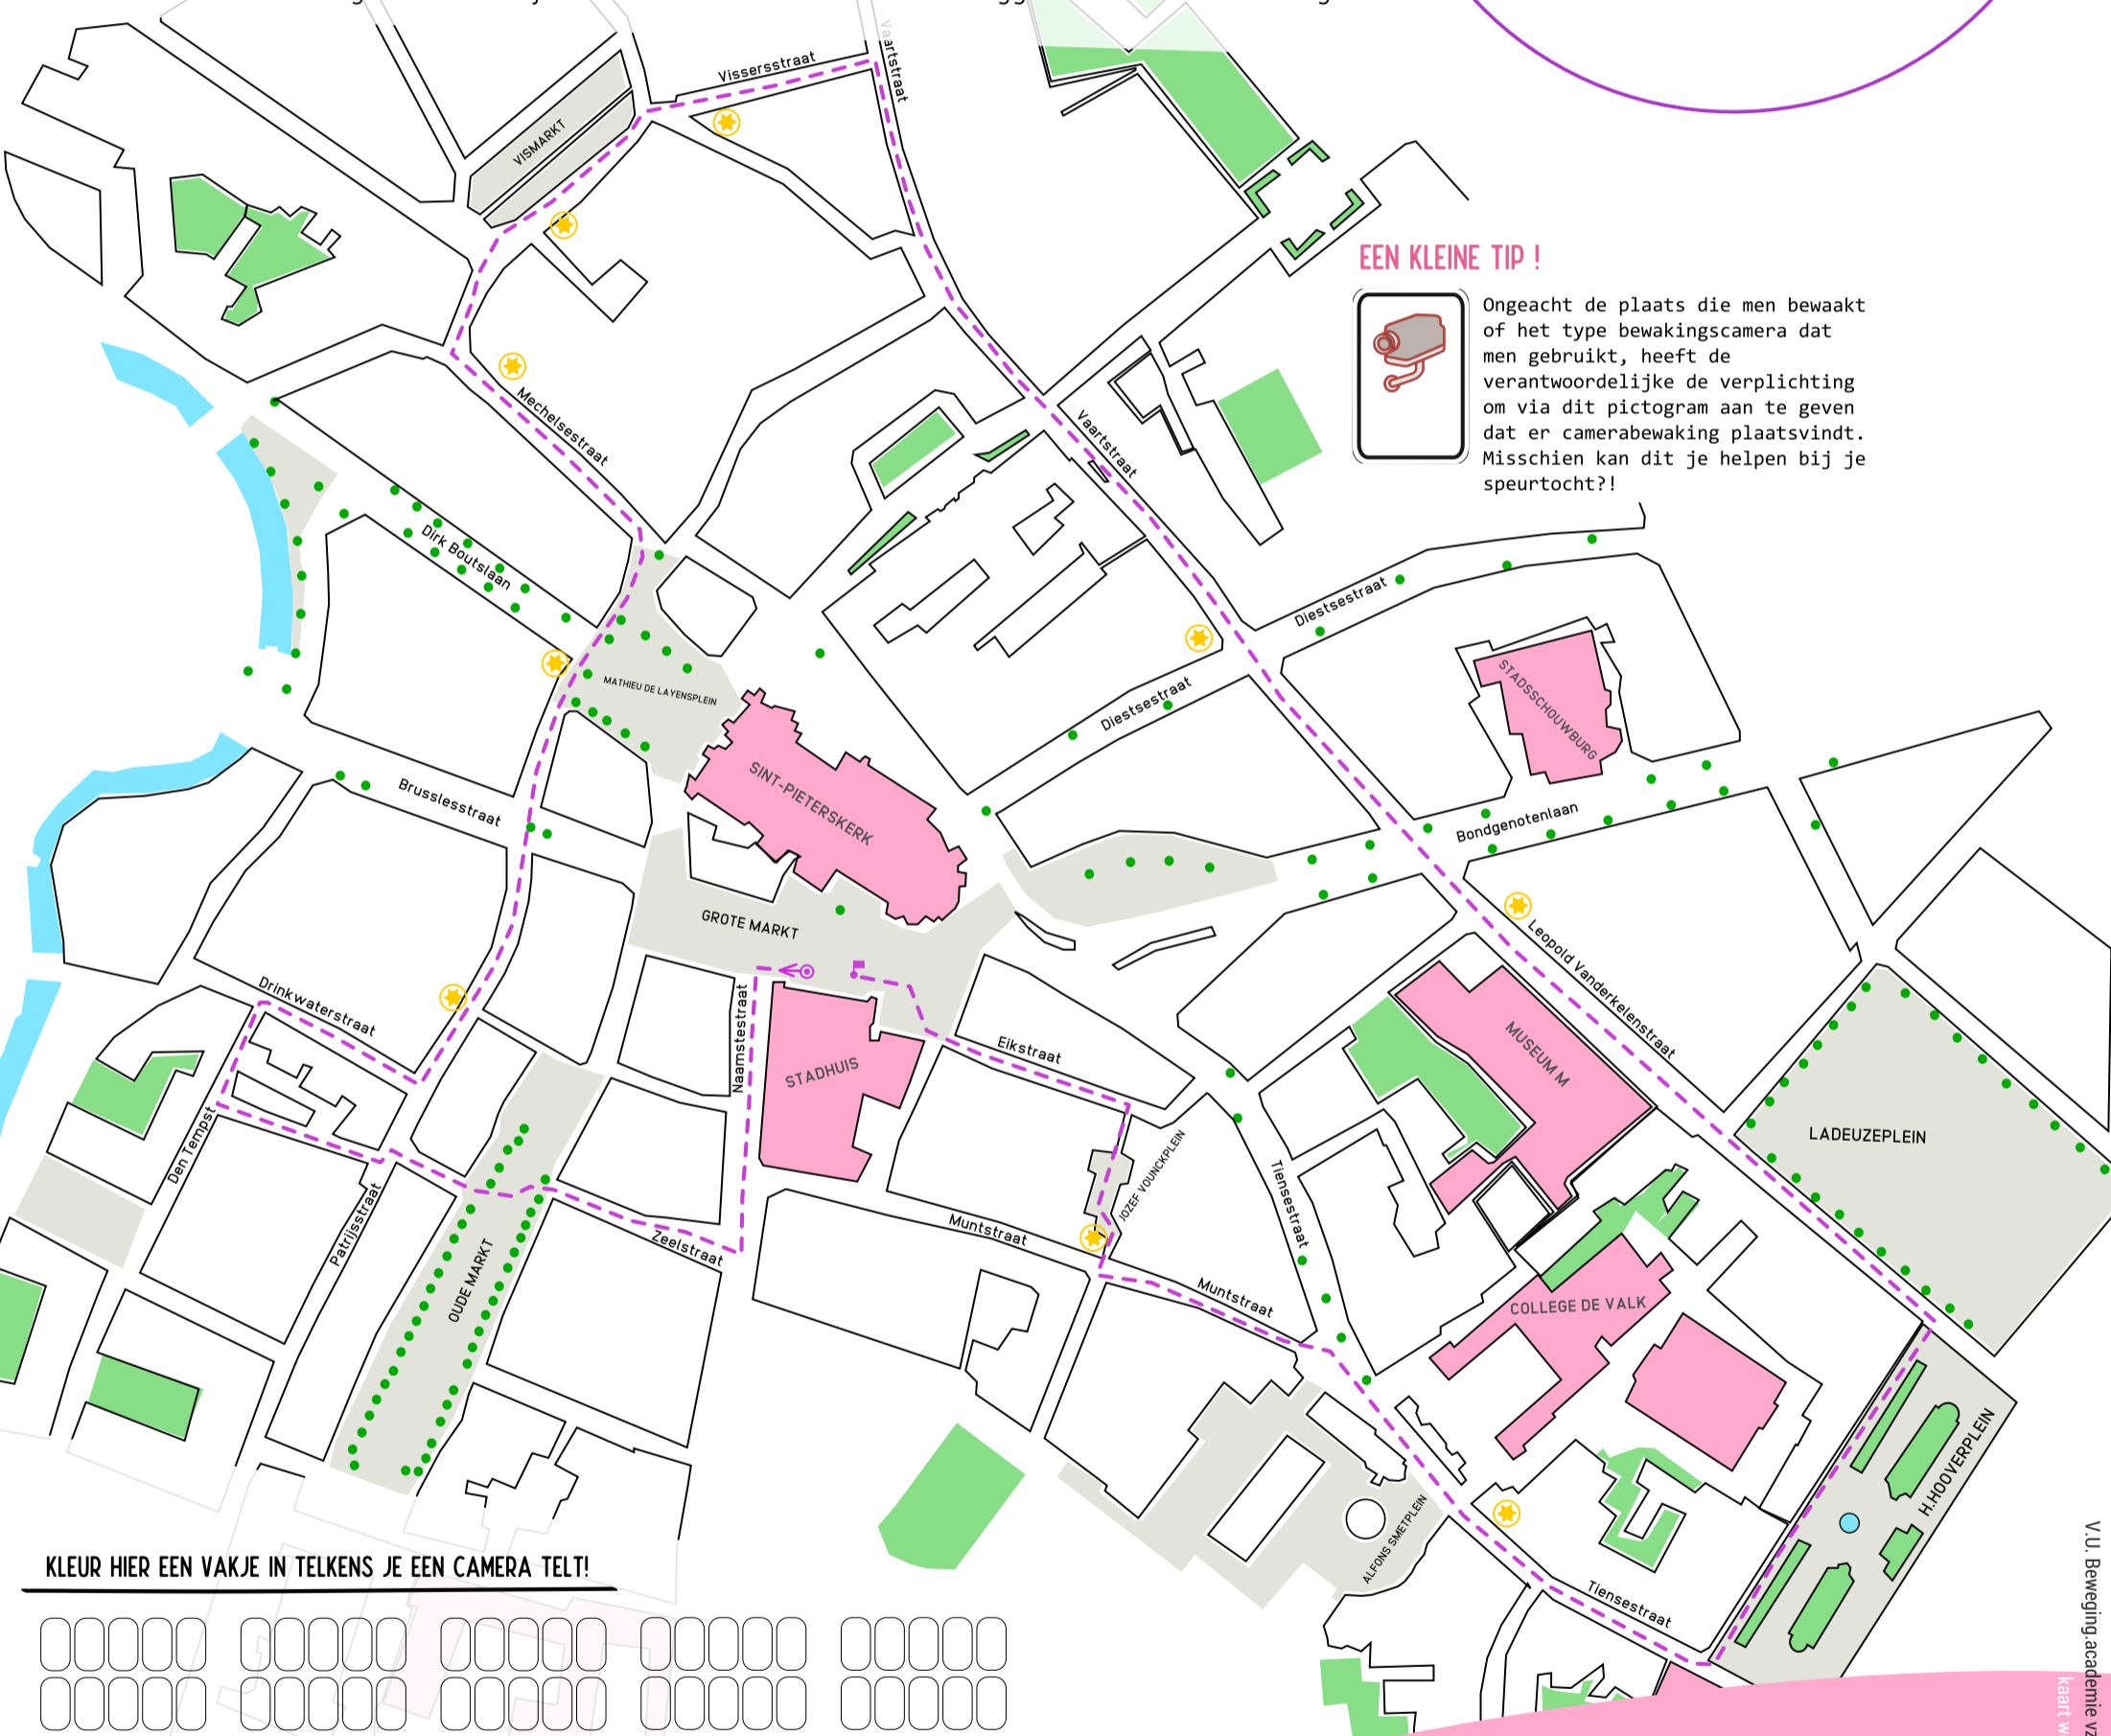 Vissersstraat
Vaartstraat
VISMARKT
EEN KLEINE TIP !
Ongeacht de plaats die men bewaakt
of het type bewakingscamera dat
men gebruikt, heeft de
verantwoordelijke de verplichting
om via dit pictogram aan te geven
dat er camerabewaking plaatsvindt.
Misschien kan dit je helpen bij je
speurtocht?!
Mechelsestraat
Vaartstraat
Dirk Boutslaan
Diestsestraat
MATHIEU DE LAYENSPLEIN
Diestsestraat
STADSSCHOUWBURG
SINT-PIETERSKERK
Brusslesstraat
Bondgenotenlaan
GROTE MARKT
Leopold Vanderkelenstraat
Drinkwaterstraat
Naamstestraat
Eikstraat
STADHUIS
MUSEUM M
LADEUZEPLEIN
Den Tempst
JOZEF VOUNCKPLEIN
Tiensestraat
Patrijsstraat
Zeelstraat
Muntstraat
OUDE MARKT
Muntstraat
COLLEGE DE VALK
H.HOOVERPLEIN
ALFONS SMETPLEIN
Tiensestraat
KLEUR HIER EEN VAKJE IN TELKENS JE EEN CAMERA TELT!
V.U. Beweging.academie
kaart